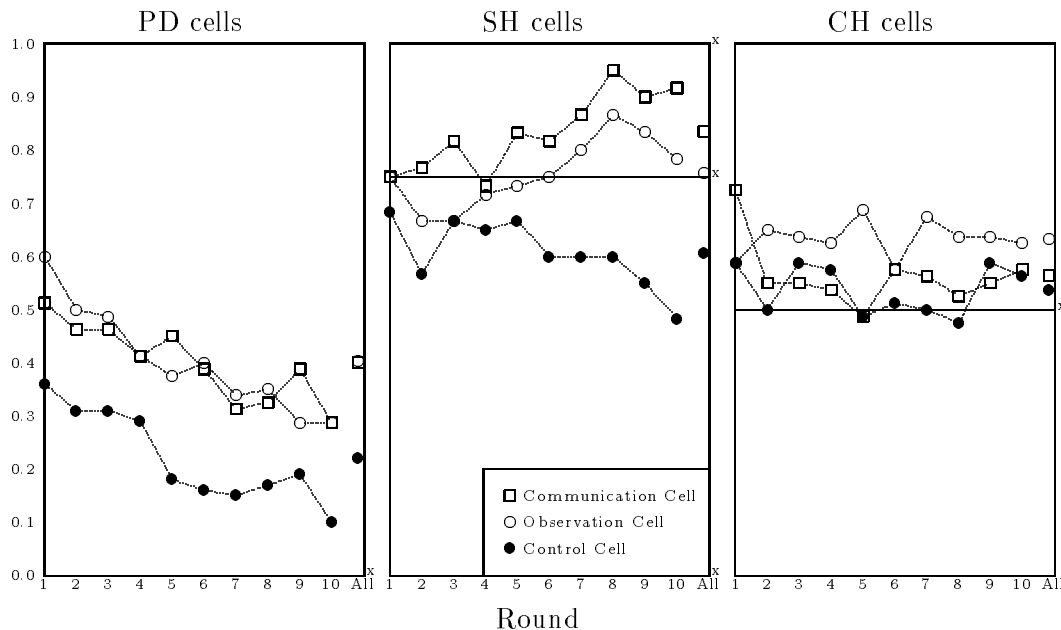 PD cells SH cells CH cells
1.0
0.9
0.8
0.7
0.6
0.5
0.4
0.3
0.2
0.1
0.0
x
x
x
x
x
Communication Cell
Observation Cell
Control Cell
1 2 3 4 5 6 7 8 9 10 All 1 2 3 4 5 6 7 8 9 10 All 1 2 3 4 5 6 7 8 9 10 All
Round